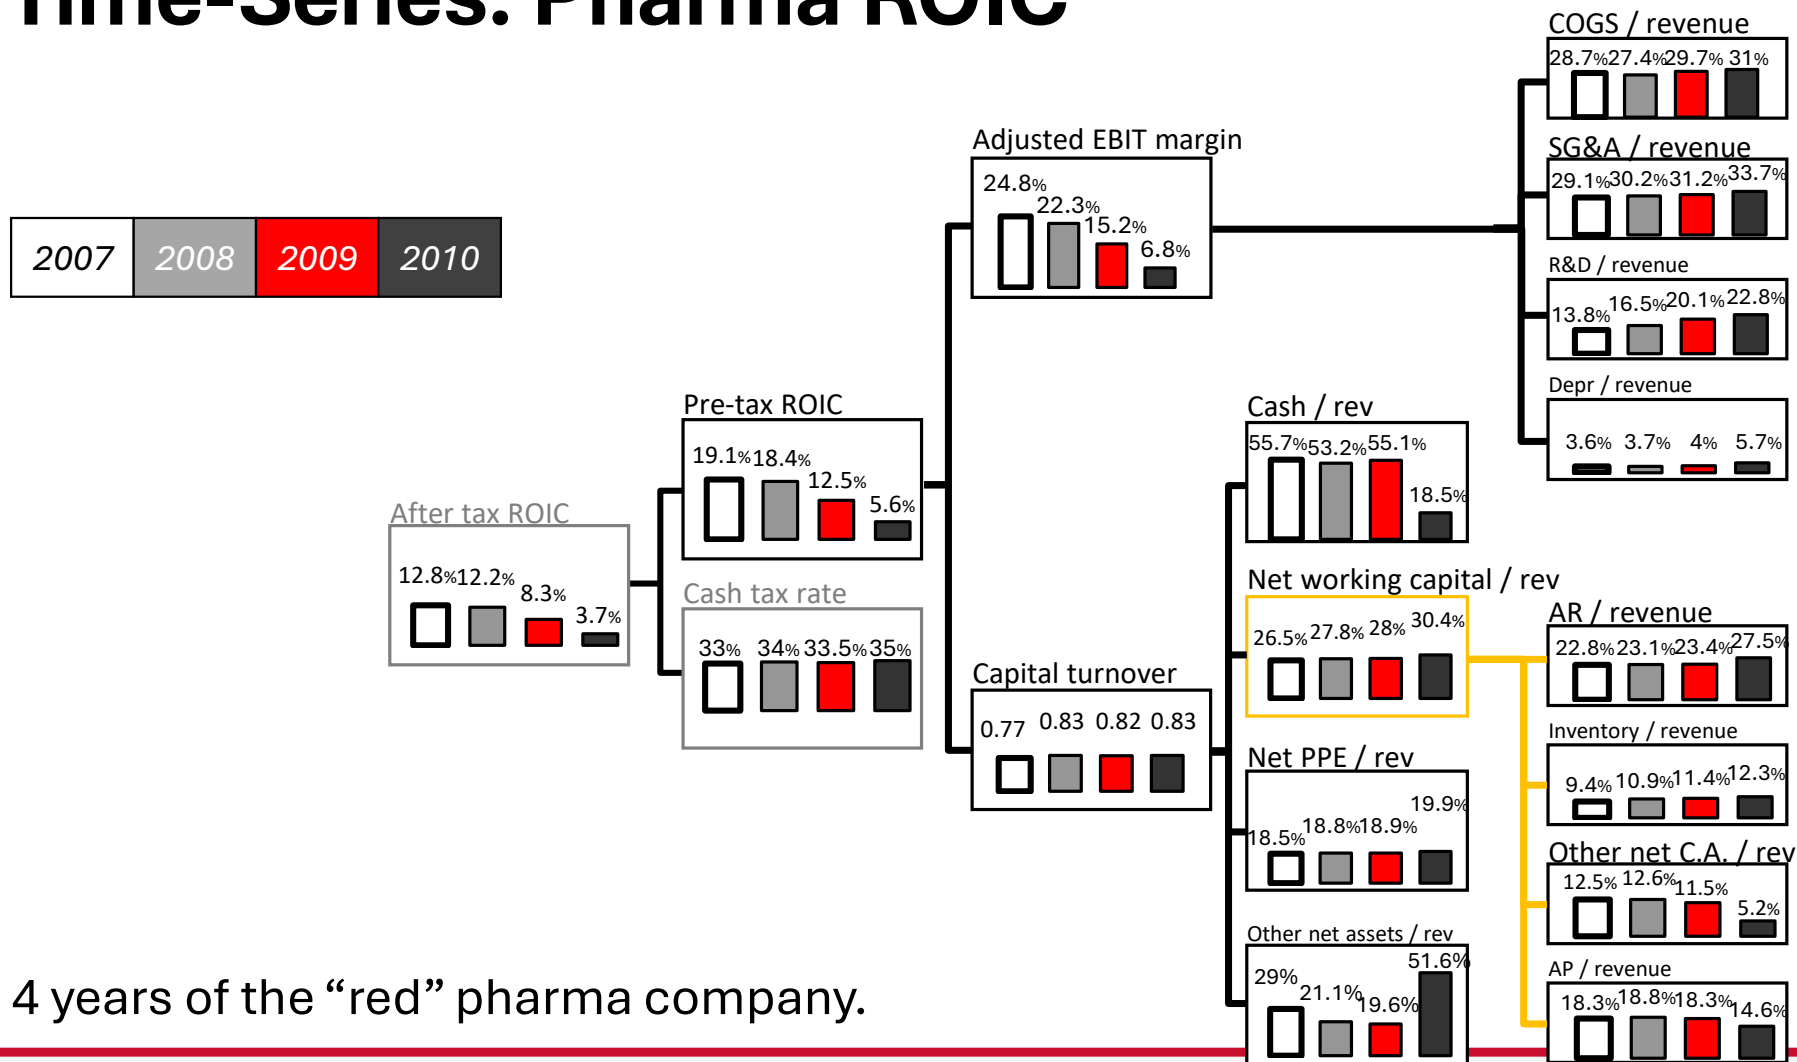 Time-Series: Pharma ROIC
2007 2008 2009 2010
After tax ROIC
12.8% 12.2% 8.3% 3.7%
Pre-tax ROIC
19.1% 18.4% 12.5% 5.6%
Cash tax rate
33% 34% 33.5% 35%
Adjusted EBIT margin
24.8% 22.3% 15.2% 6.8%
Capital turnover
0.77 0.83 0.82 0.83
COGS / revenue
28.7% 27.4% 29.7% 31%
SG&A / revenue
29.1% 30.2% 31.2% 33.7%
R&D / revenue
13.8% 16.5% 20.1% 22.8%
Depr / revenue
3.6% 3.7% 4% 5.7%
Cash / rev
55.7% 53.2% 55.1% 18.5%
Net working capital / rev
26.5% 27.8% 28% 30.4%
Net PPE / rev
18.5% 18.8% 18.9% 19.9%
Other net assets / rev
29% 21.1% 19.6% 51.6%
AR / revenue
22.8% 23.1% 23.4% 27.5%
Inventory / revenue
9.4% 10.9% 11.4% 12.3%
Other net C.A. / rev
12.5% 12.6% 11.5% 5.2%
AP / revenue
18.3% 18.8% 18.3% 14.6%
4 years of the “red” pharma company.